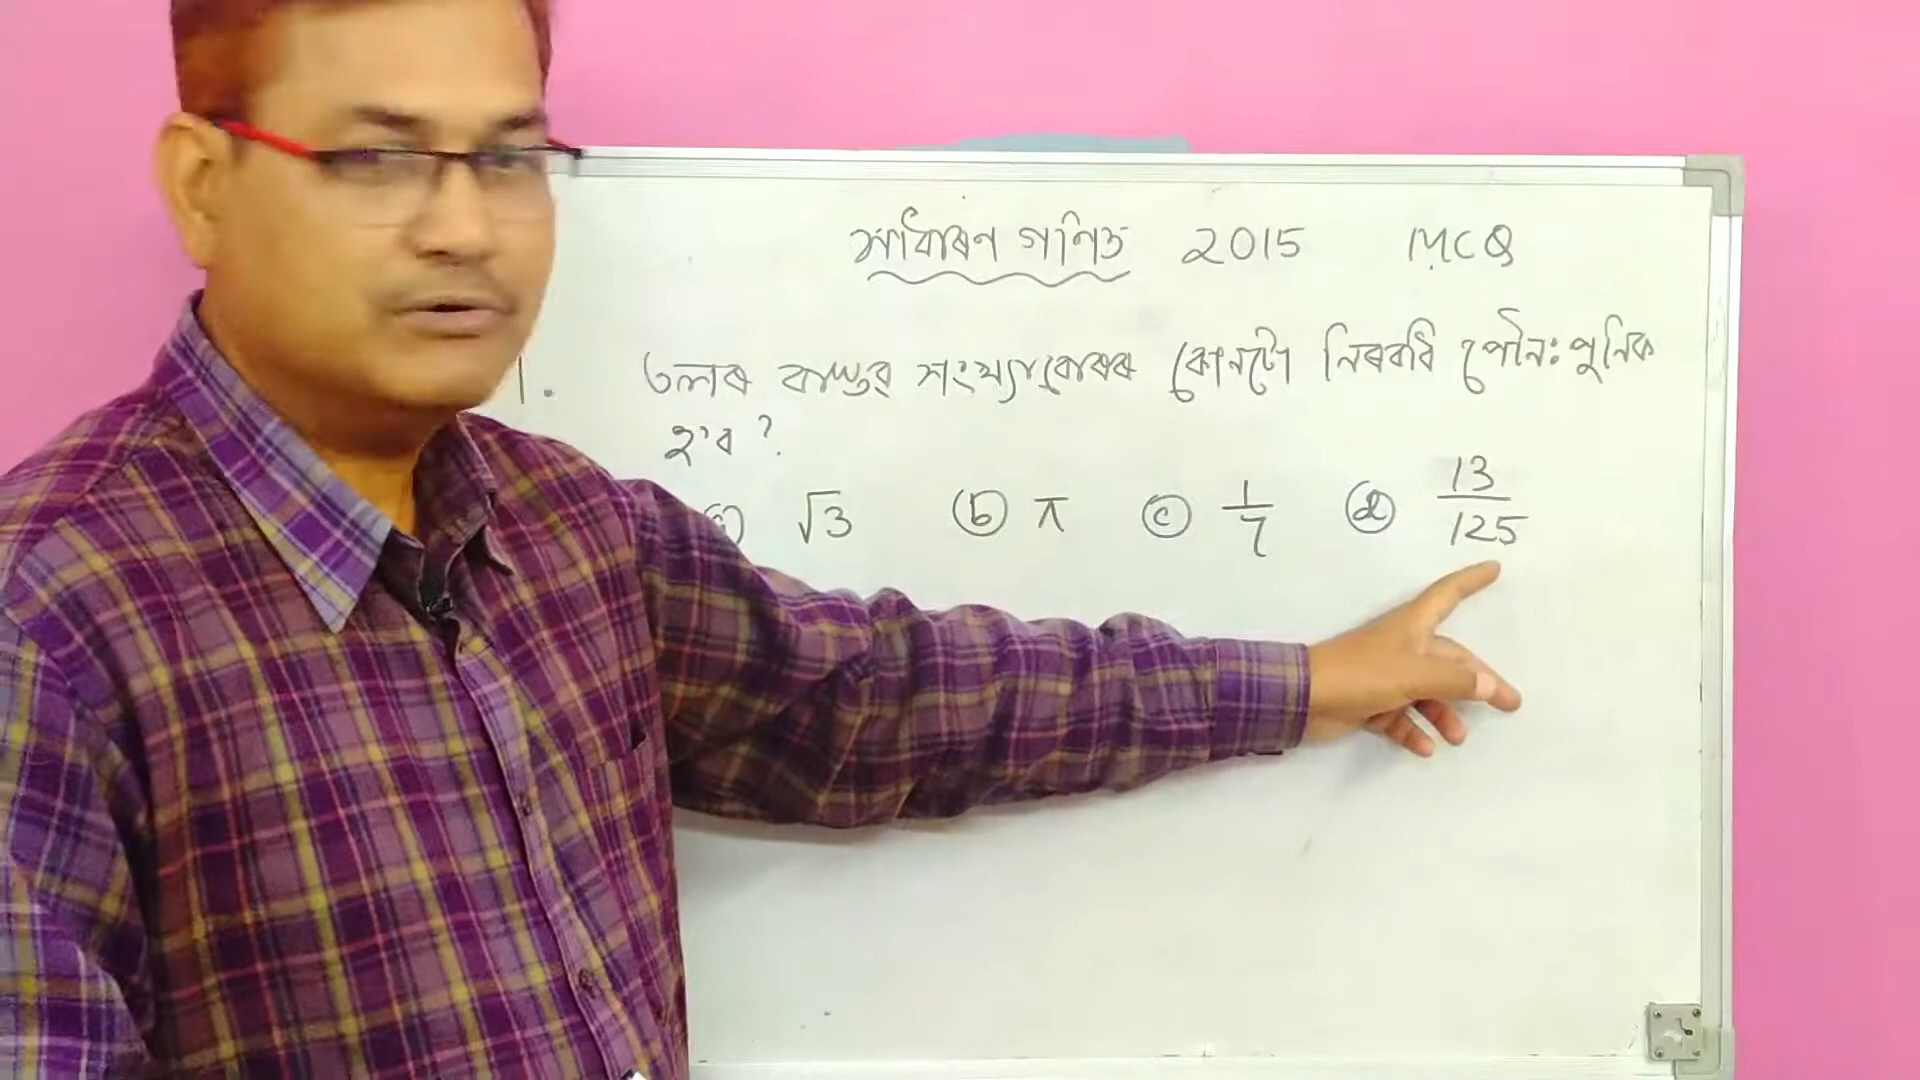 সাধাৰণ গণিত 2015 MCQ
1. তলৰ বাস্তৱ সংখ্যাবোৰৰ কোনটো নিৰবধি পৌনঃপুনিক
হ'ব ?
a) √3 (b) π (c) 1/7 (d) 13/125